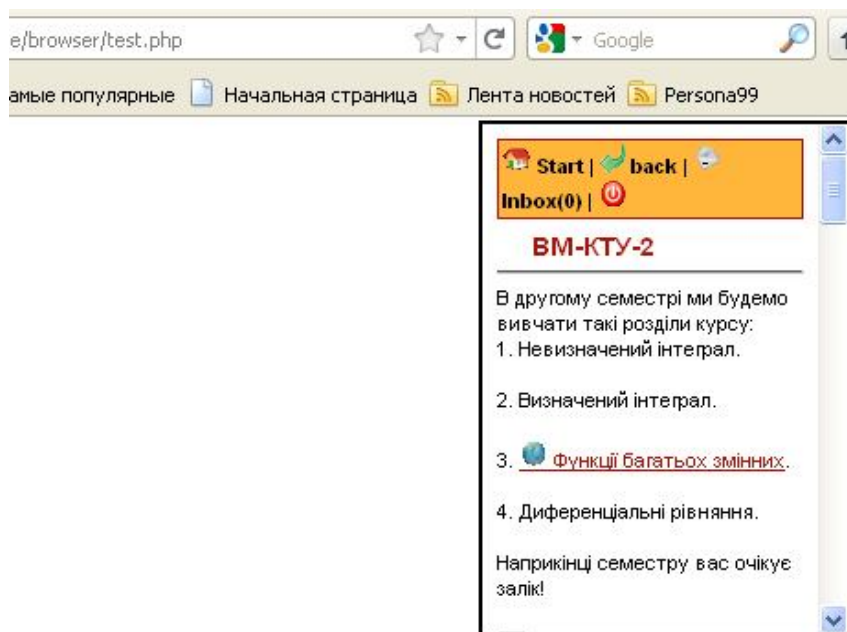 e/browser/test.php
Google
амые популярные Начальная страница Лента новостей Persona99
Start | back |
Inbox(0) |
ВМ-КТУ-2
В другому семестрі ми будемо
вивчати такі розділи курсу:
1. Невизначений інтеграл.
2. Визначений інтеграл.
3. Функції багатьох змінних.
4. Диференціальні рівняння.
Наприкінці семестру вас очікує
залік!